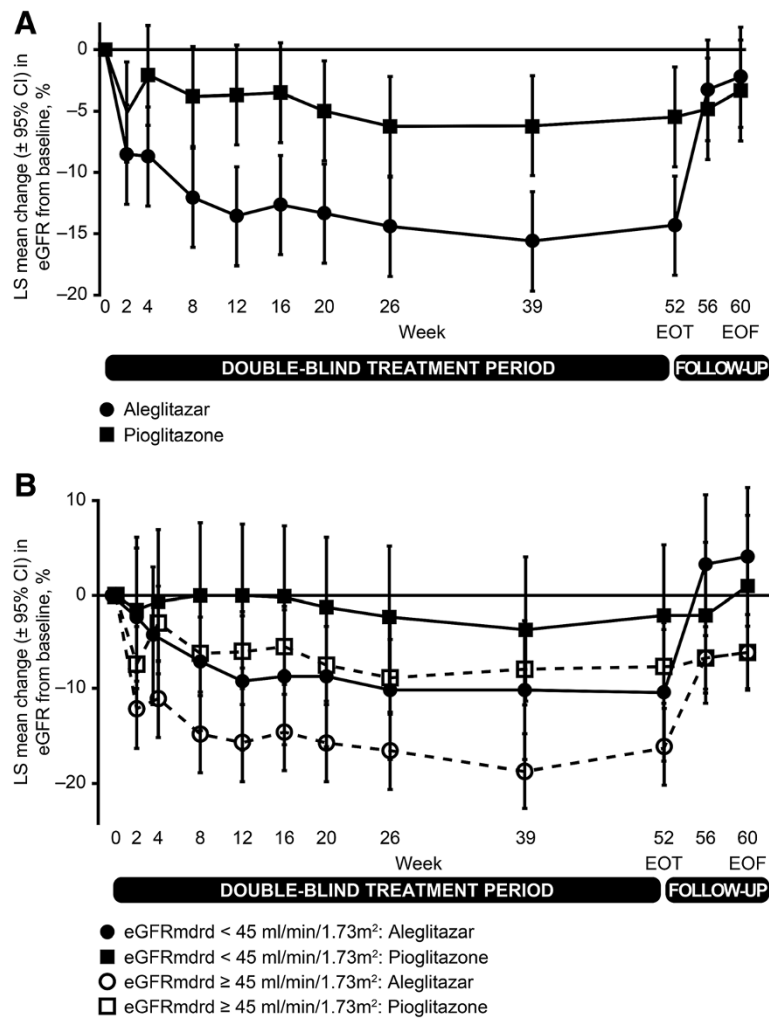 A
LS mean change (± 95% CI) in
eGFR from baseline, %
0
–5
–10
–15
–20
0 2 4 8 12 16 20 26 39 52 56 60
Week EOT EOF
DOUBLE-BLIND TREATMENT PERIOD FOLLOW-UP
Aleglitazar
Pioglitazone
B
LS mean change (± 95% CI) in
eGFR from baseline, %
10
0
–10
–20
0 2 4 8 12 16 20 26 39 52 56 60
Week EOT EOF
DOUBLE-BLIND TREATMENT PERIOD FOLLOW-UP
eGFRmdrd < 45 ml/min/1.73m²: Aleglitazar
eGFRmdrd < 45 ml/min/1.73m²: Pioglitazone
eGFRmdrd ≥ 45 ml/min/1.73m²: Aleglitazar
eGFRmdrd ≥ 45 ml/min/1.73m²: Pioglitazone